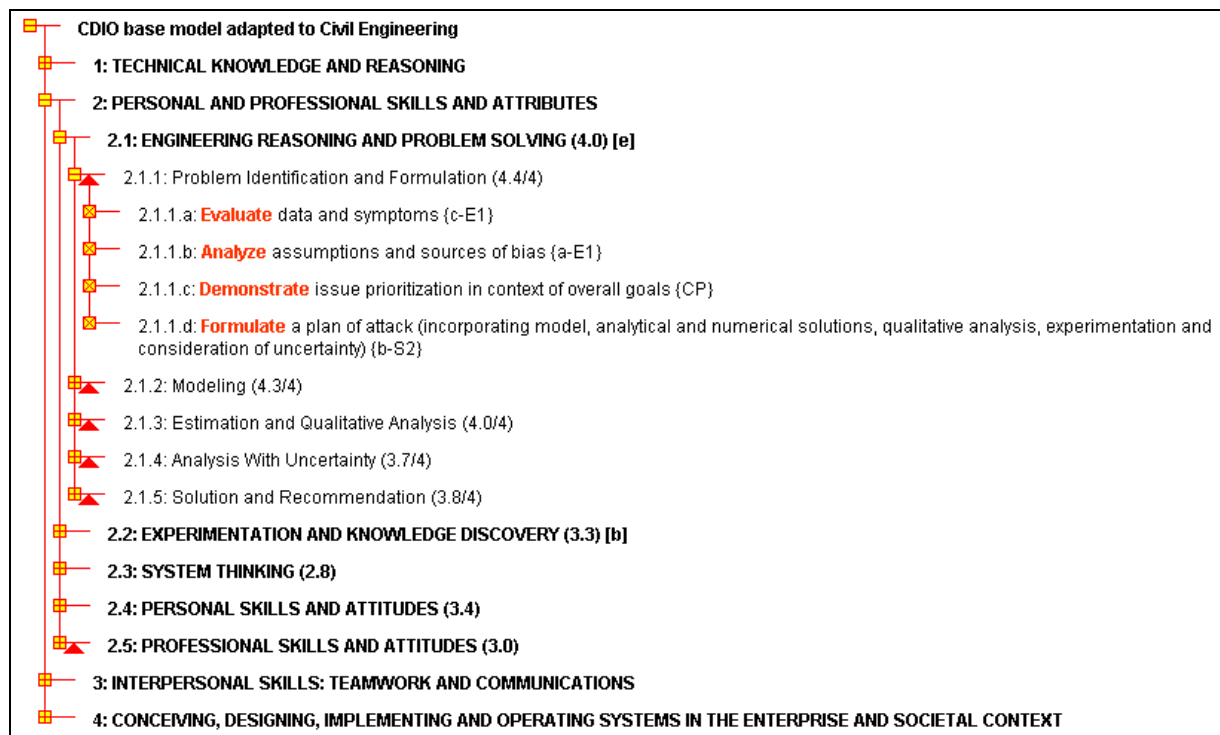 CDIO base model adapted to Civil Engineering
1: TECHNICAL KNOWLEDGE AND REASONING
2: PERSONAL AND PROFESSIONAL SKILLS AND ATTRIBUTES
2.1: ENGINEERING REASONING AND PROBLEM SOLVING (4.0) [e]
2.1.1: Problem Identification and Formulation (4.4/4)
2.1.1.a: Evaluate data and symptoms {c-E1}
2.1.1.b: Analyze assumptions and sources of bias {a-E1}
2.1.1.c: Demonstrate issue prioritization in context of overall goals {CP}
2.1.1.d: Formulate a plan of attack (incorporating model, analytical and numerical solutions, qualitative analysis, experimentation and
consideration of uncertainty) {b-S2}
2.1.2: Modeling (4.3/4)
2.1.3: Estimation and Qualitative Analysis (4.0/4)
2.1.4: Analysis With Uncertainty (3.7/4)
2.1.5: Solution and Recommendation (3.8/4)
2.2: EXPERIMENTATION AND KNOWLEDGE DISCOVERY (3.3) [b]
2.3: SYSTEM THINKING (2.8)
2.4: PERSONAL SKILLS AND ATTITUDES (3.4)
2.5: PROFESSIONAL SKILLS AND ATTITUDES (3.0)
3: INTERPERSONAL SKILLS: TEAMWORK AND COMMUNICATIONS
4: CONCEIVING, DESIGNING, IMPLEMENTING AND OPERATING SYSTEMS IN THE ENTERPRISE AND SOCIETAL CONTEXT